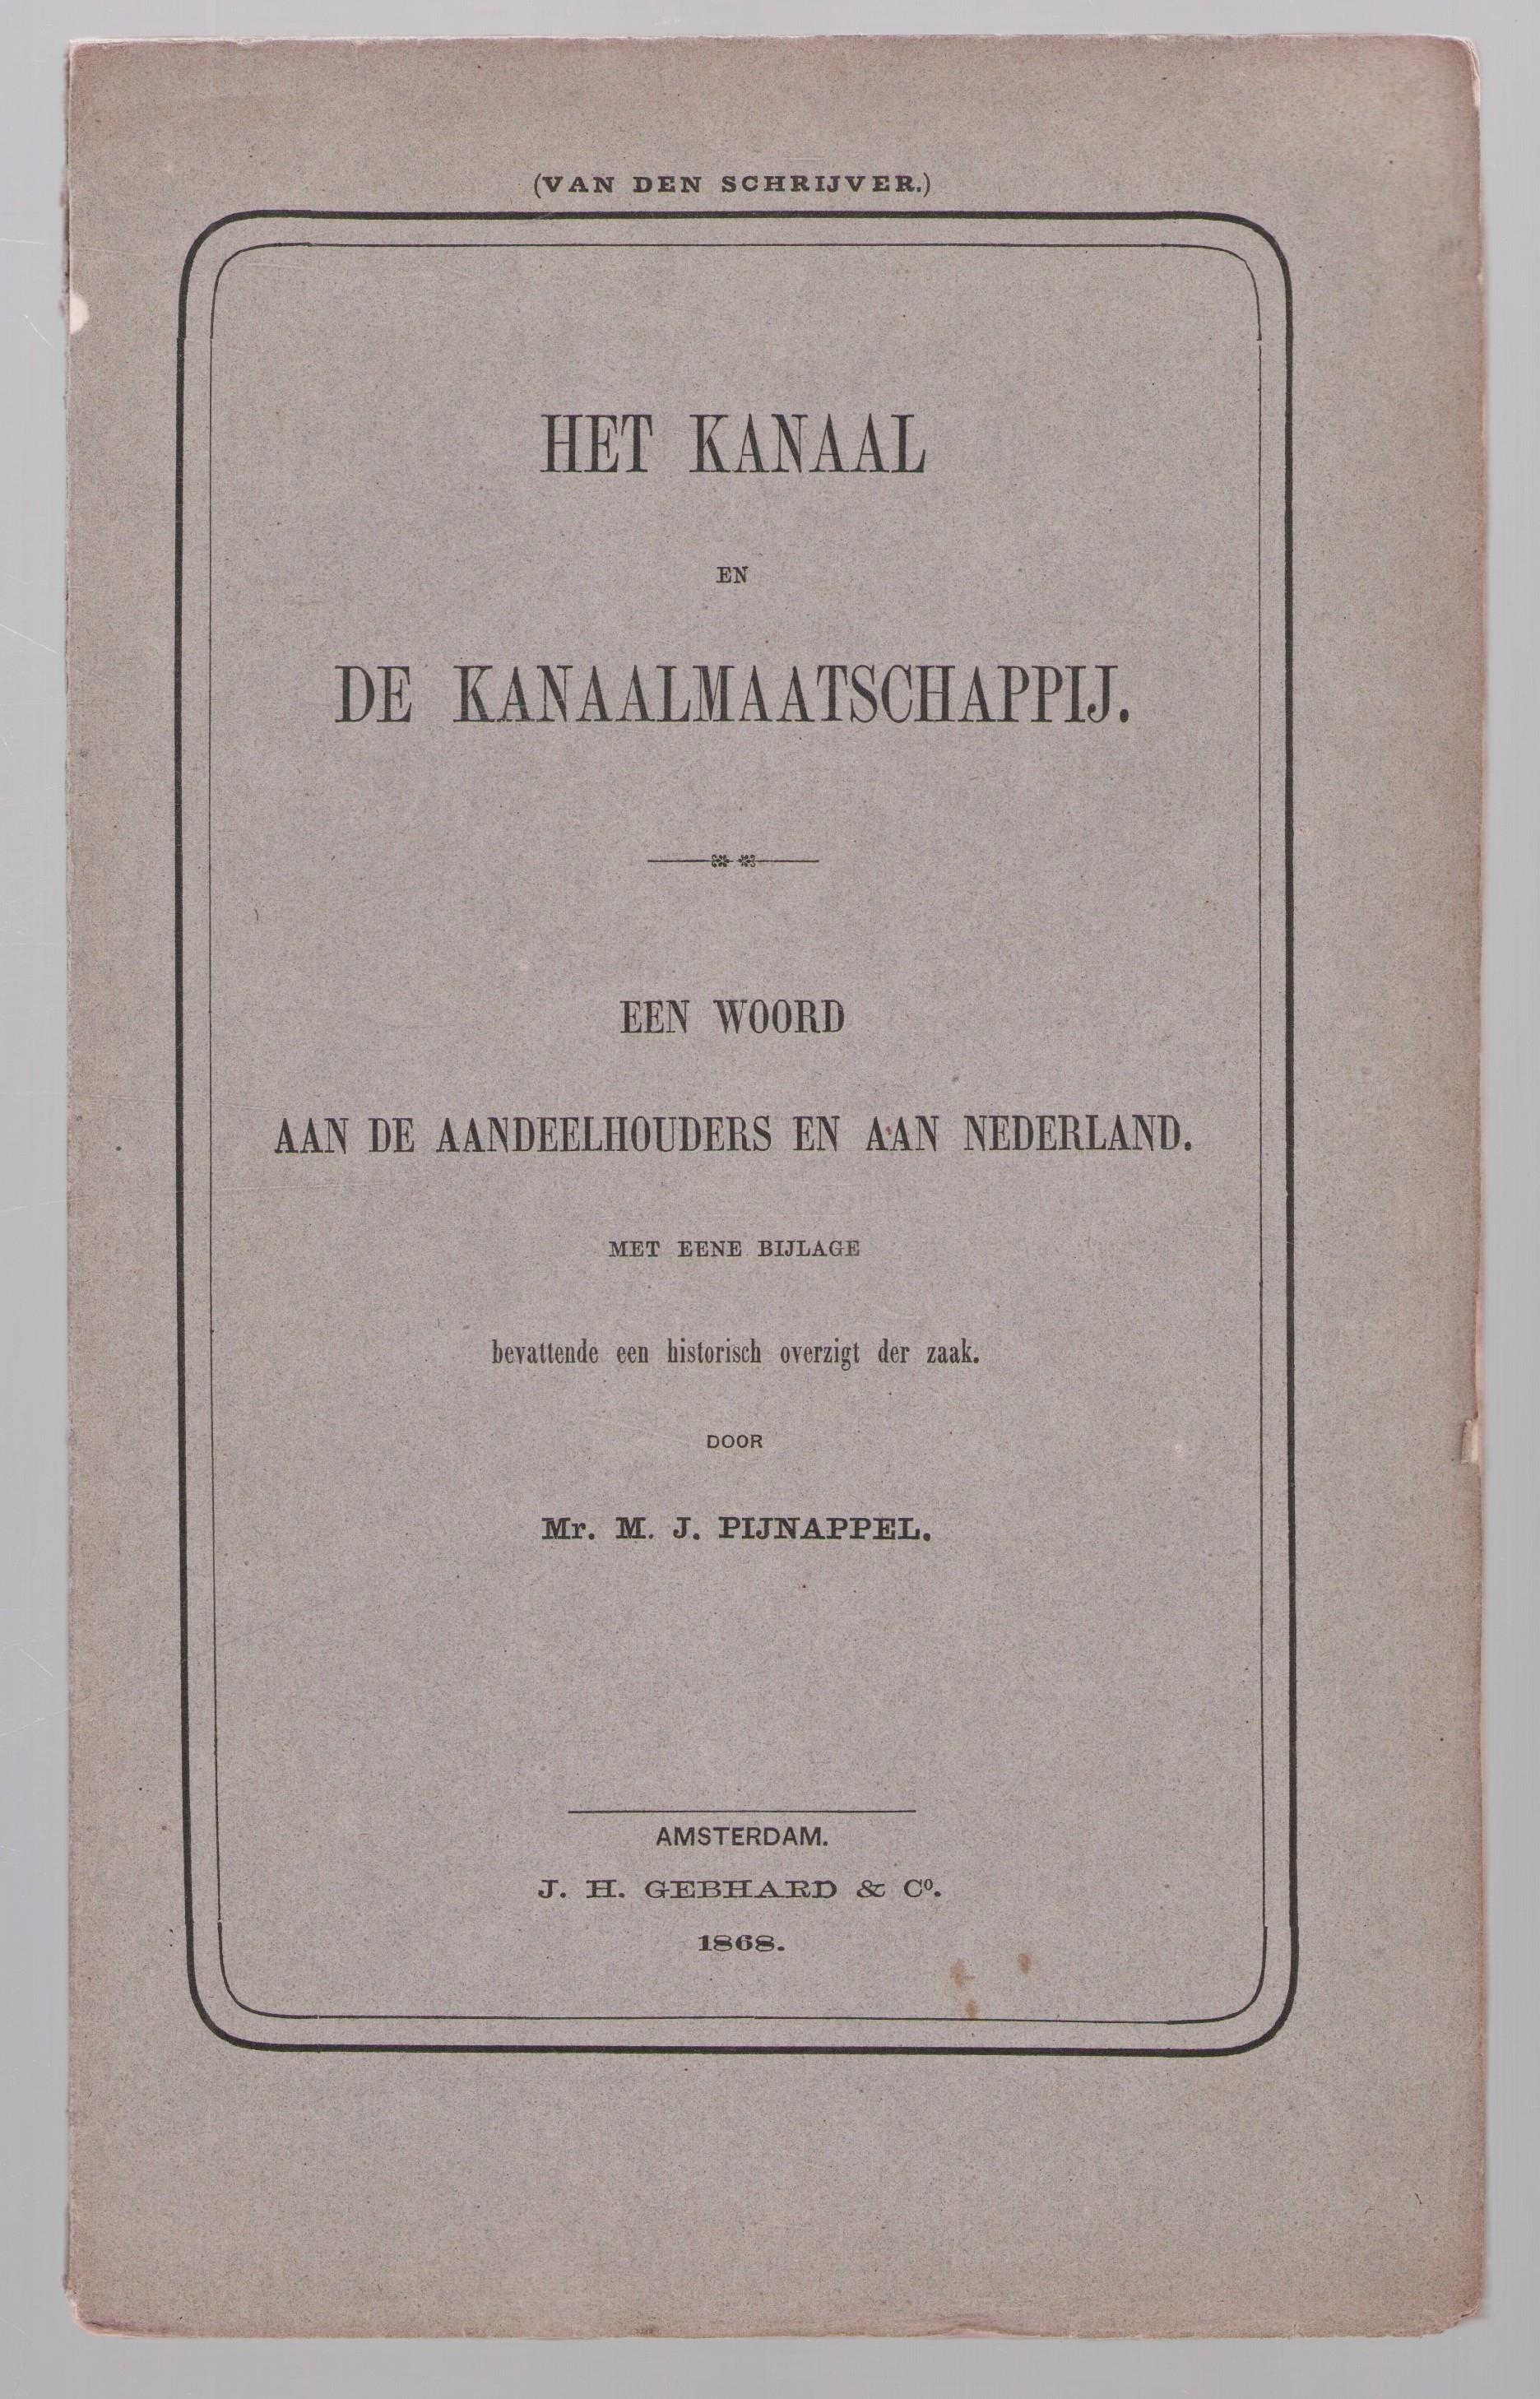 (VAN DEN SCHRIJVER.)
HET KANAAL
EN
DE KANAALMAATSCHAPPIJ.
EEN WOORD
AAN DE AANDEELHOUDERS EN AAN NEDERLAND.
MET EENE BIJLAGE
bevattende een historisch overzigt der zaak.
DOOR
Mr. M. J. PIJNAPPEL.
AMSTERDAM.
J. H. GEBHARD & Cº.
1868.